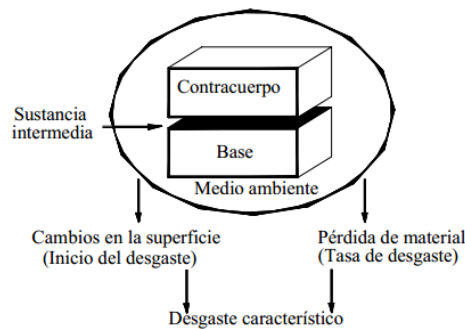 Contracuerpo
Sustancia
intermedia
Base
Medio ambiente
Cambios en la superficie
(Inicio del desgaste)
Pérdida de material
(Tasa de desgaste)
Desgaste característico